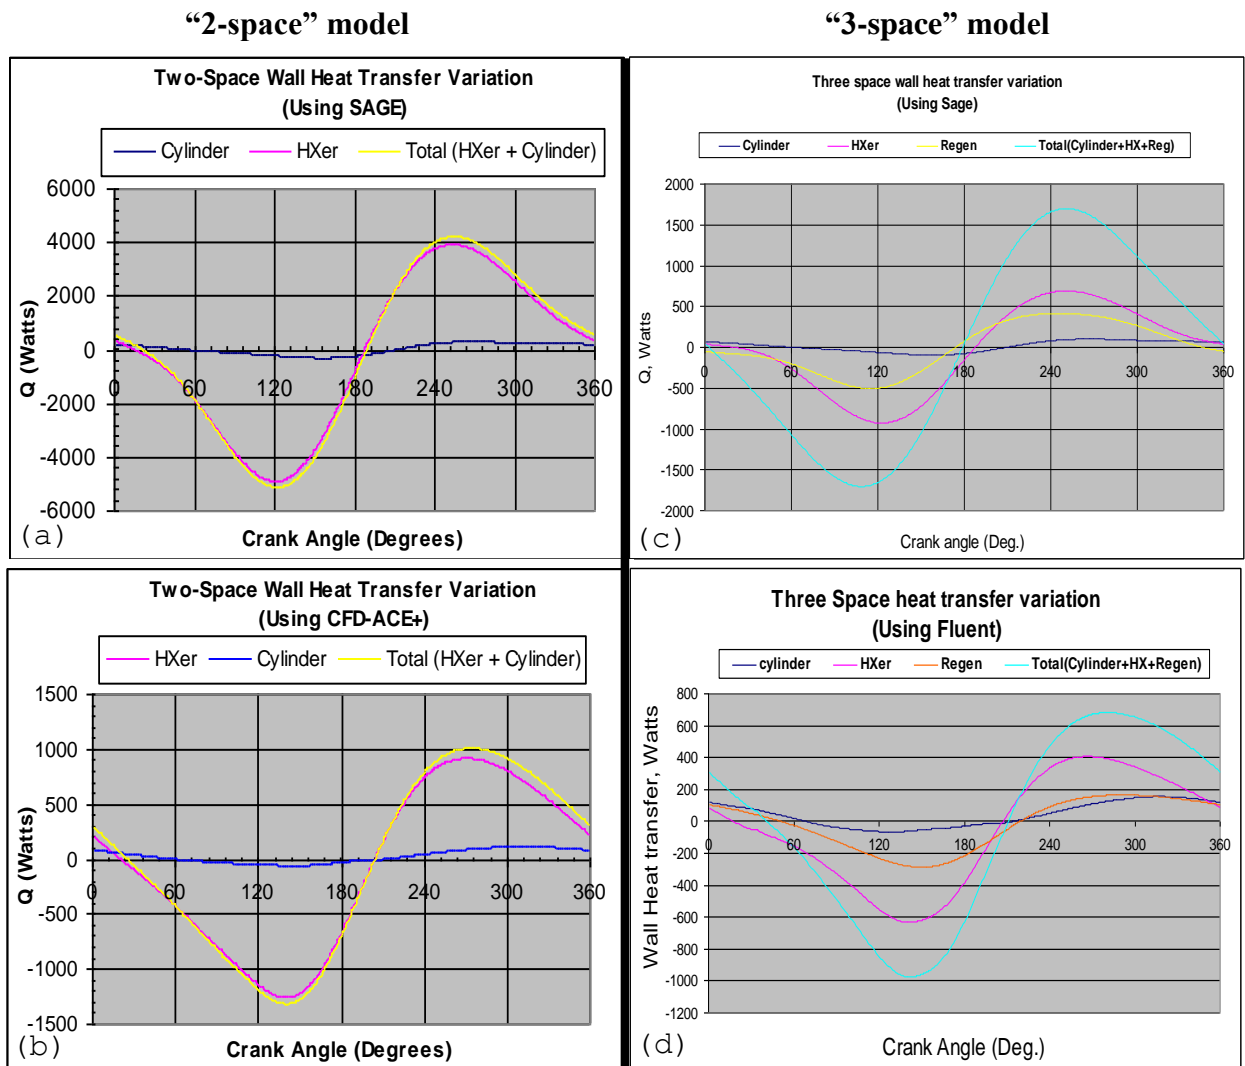 “2-space” model
“3-space” model
Two-Space Wall Heat Transfer Variation
(Using SAGE)
Cylinder HXer Total (HXer + Cylinder)
6000
4000
2000
0
-2000
-4000
-6000
0 60 120 180 240 300 360
Q (Watts)
Crank Angle (Degrees)
(a)
Three space wall heat transfer variation
(Using Sage)
Cylinder HXer Regen Total(Cylinder+HX+Reg)
2000
1500
1000
500
0
-500
-1000
-1500
-2000
0 60 120 180 240 300 360
Q, Watts
Crank angle (Deg.)
(c)
Two-Space Wall Heat Transfer Variation
(Using CFD-ACE+)
HXer Cylinder Total (HXer + Cylinder)
1500
1000
500
0
-500
-1000
-1500
0 60 120 180 240 300 360
Q (Watts)
Crank Angle (Degrees)
(b)
Three Space heat transfer variation
(Using Fluent)
cylinder HXer Regen Total(Cylinder+HX+Regen)
800
600
400
200
0
-200
-400
-600
-800
-1000
-1200
0 60 120 180 240 300 360
Wall Heat transfer, Watts
Crank Angle (Deg.)
(d)